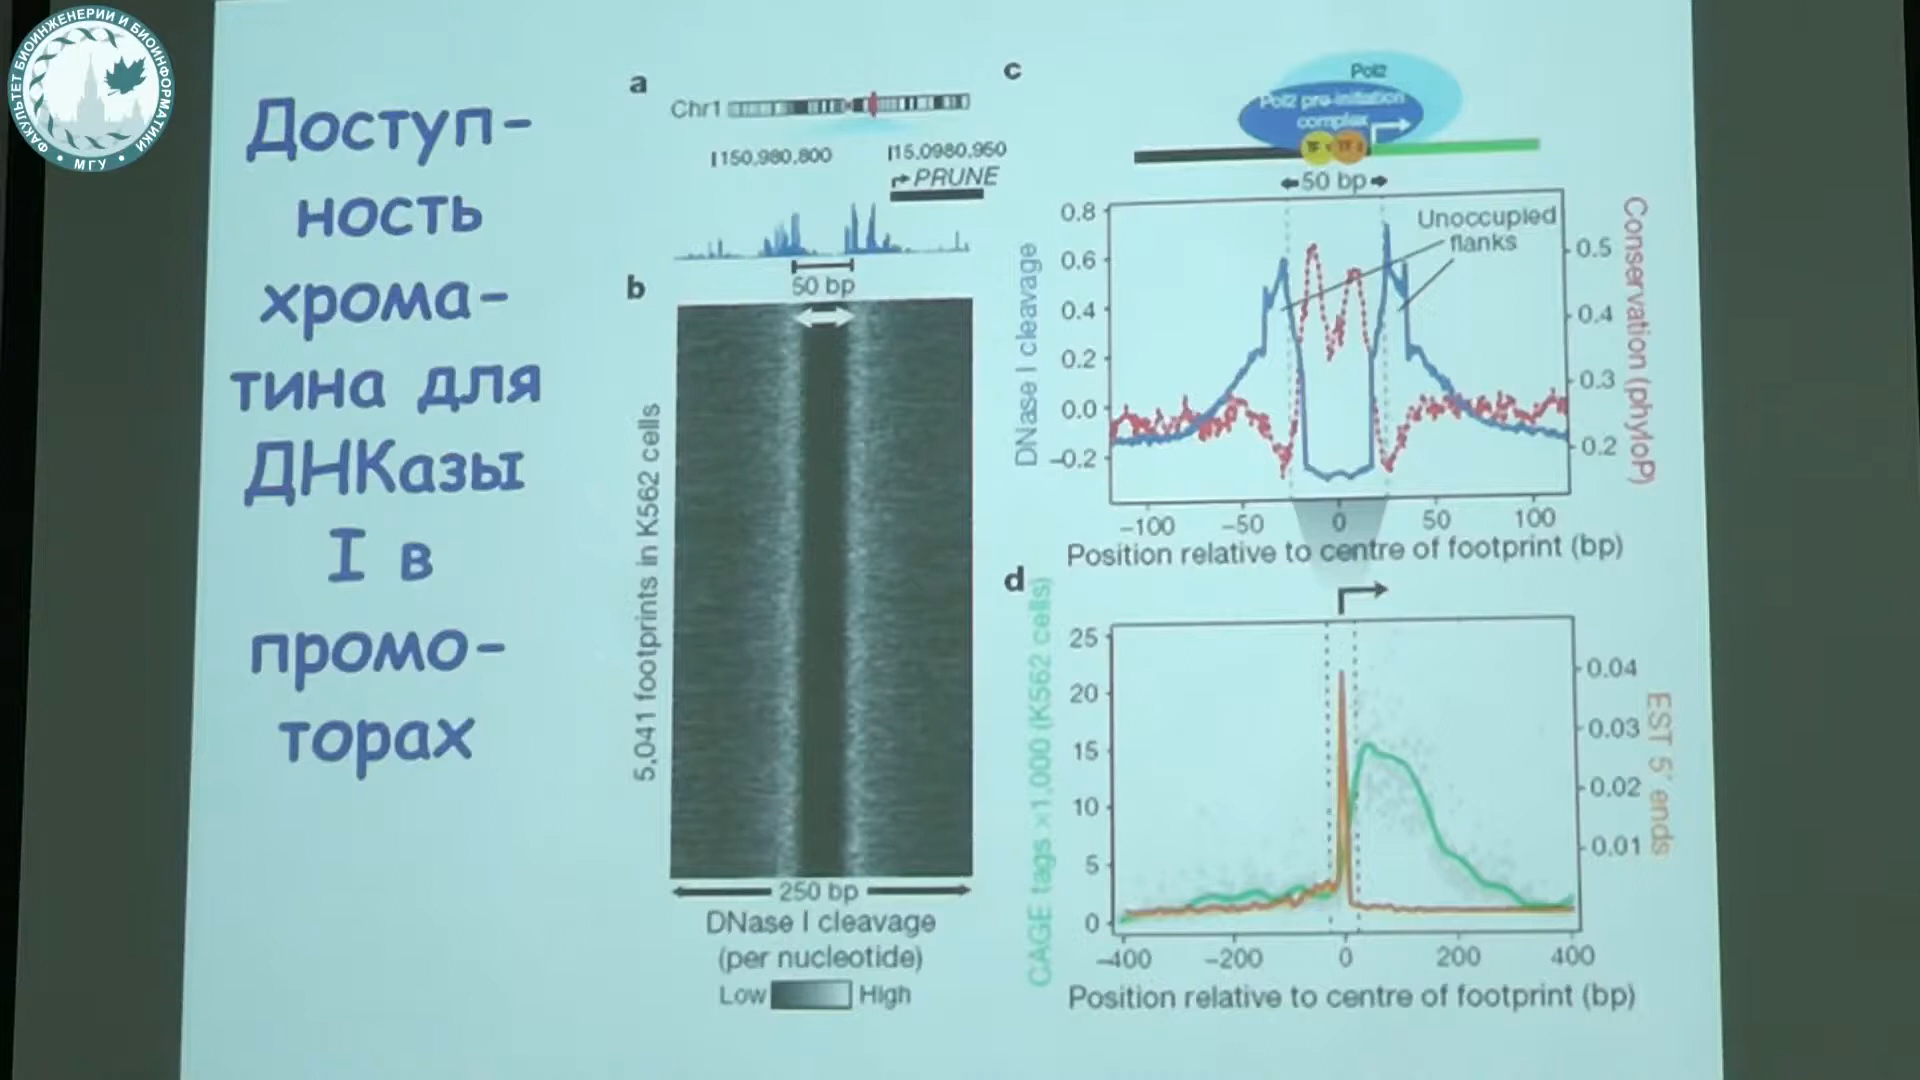 ФАКУЛЬТЕТ БИОИНЖЕНЕРИИ И БИОИНФОРМАТИКИ
• МГУ •
Доступ-
ность
хрома-
тина для
ДНКазы
I в
промо-
торах
a
Chr1
150,980,800
15,0980,950
PRUNE
50 bp
b
5,041 footprints in K562 cells
250 bp
DNase I cleavage
(per nucleotide)
Low
High
c
Pol2
Pol2 pre-initiation
complex
TF
TF
50 bp
Unoccupied
flanks
DNase I cleavage
0.8
0.6
0.4
0.2
0.0
–0.2
0.5
0.4
0.3
0.2
Conservation (phyloP)
–100
–50
0
50
100
Position relative to centre of footprint (bp)
d
CAGE tags ×1,000 (K562 cells)
25
20
15
10
5
0
0.04
0.03
0.02
0.01
EST 5′ ends
–400
–200
0
200
400
Position relative to centre of footprint (bp)